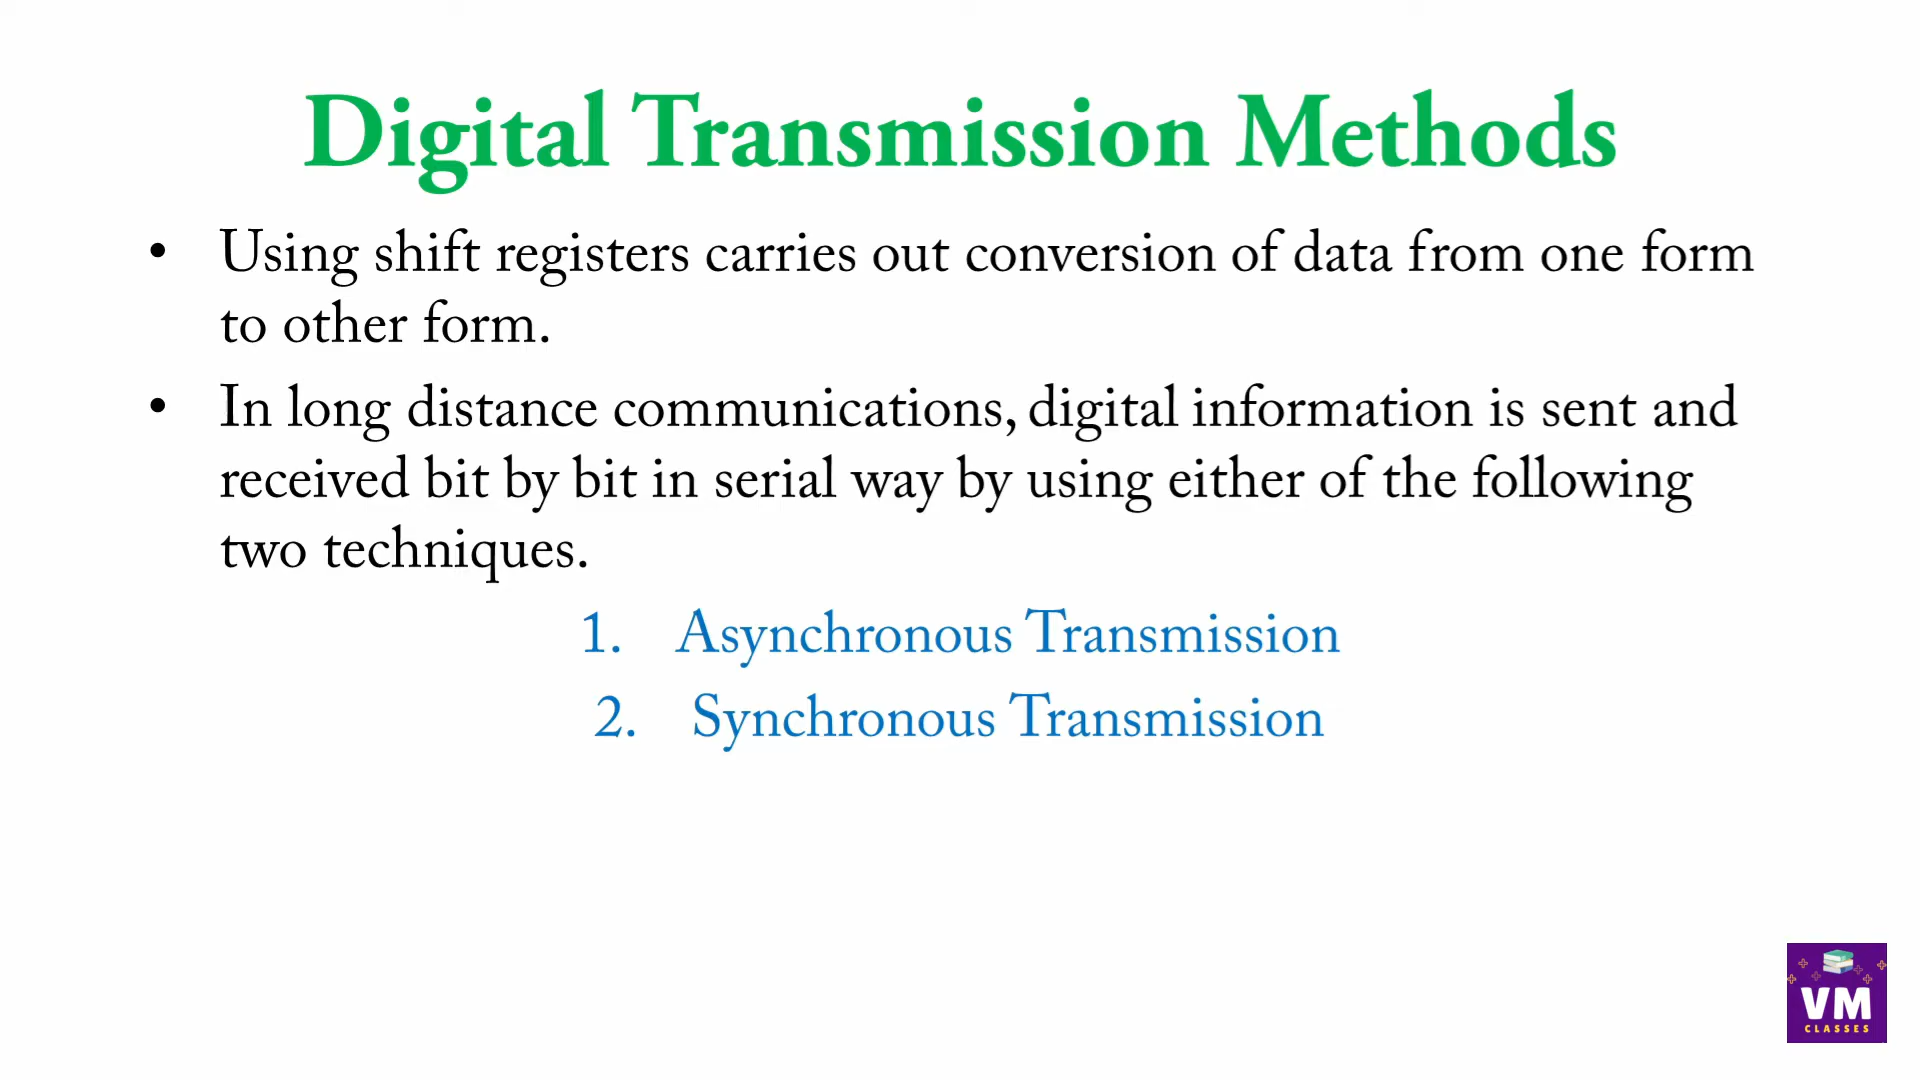 Digital Transmission Methods
• Using shift registers carries out conversion of data from one form
to other form.
• In long distance communications, digital information is sent and
received bit by bit in serial way by using either of the following
two techniques.
1. Asynchronous Transmission
2. Synchronous Transmission
VM
CLASSES